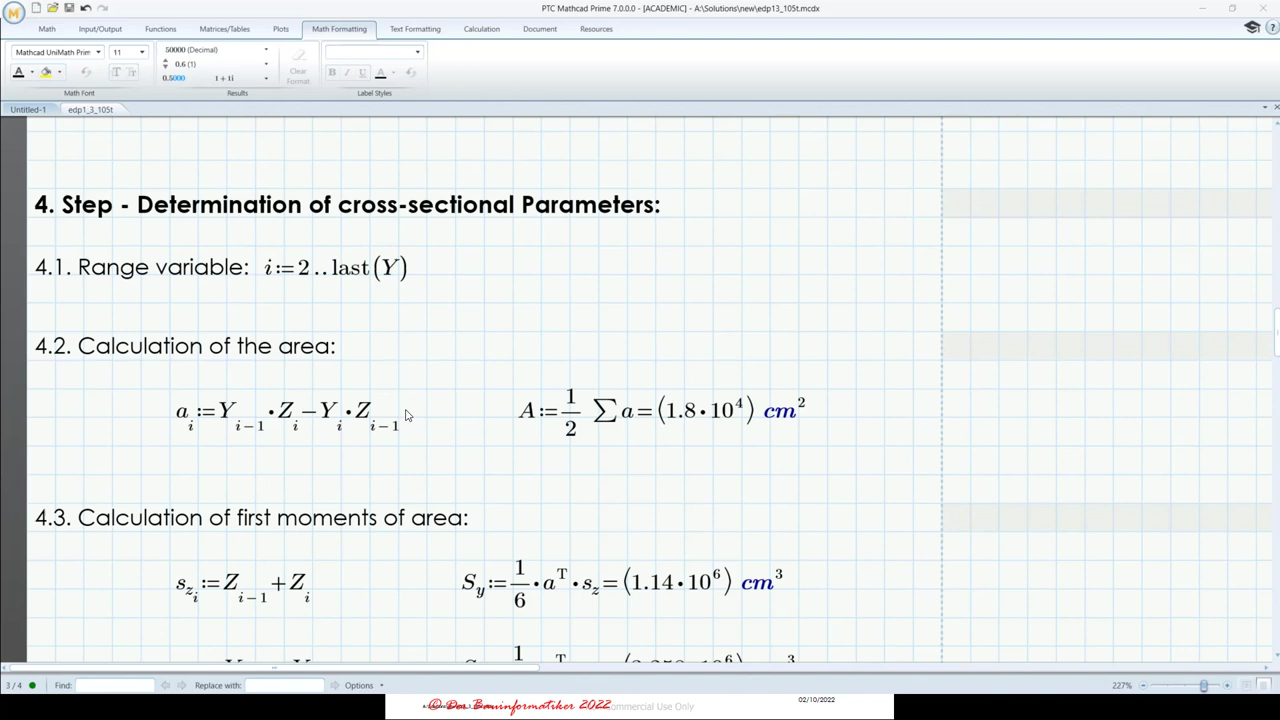 PTC Mathcad Prime 7.0.0.0 - [ACADEMIC] - A:\Solutions\new\edp13_105t.mcdx
Math Input/Output Functions Matrices/Tables Plots Math Formatting Text Formatting Calculation Document Resources
Mathcad UniMath Prim 11
50000 (Decimal)
0.6 (1)
0.5000 1 + 1i
Clear
Format
B I U A
Math Font Results Label Styles
Untitled-1 edp1_3_105t
4. Step - Determination of cross-sectional Parameters:
4.1. Range variable: i := 2 .. last(Y)
4.2. Calculation of the area:
a_i := Y_{i-1} · Z_i − Y_i · Z_{i-1}
A := 1/2 ∑ a = (1.8 · 10^4) cm^2
4.3. Calculation of first moments of area:
s_{z_i} := Z_{i-1} + Z_i
S_y := 1/6 · a^T · s_z = (1.14 · 10^6) cm^3
3 / 4 Find: Replace with: Options 227%
© Der Bauinformatiker 2022
Commercial Use Only
02/10/2022